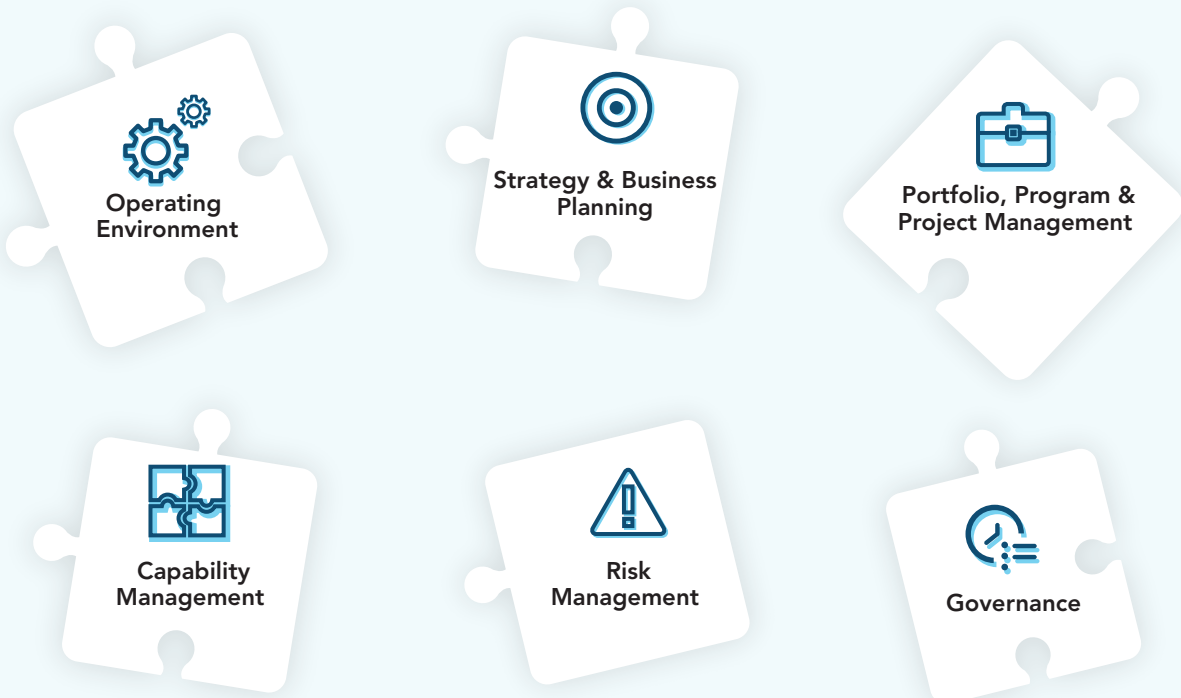 Operating
Environment
Strategy & Business
Planning
Portfolio, Program &
Project Management
Capability
Management
Risk
Management
Governance